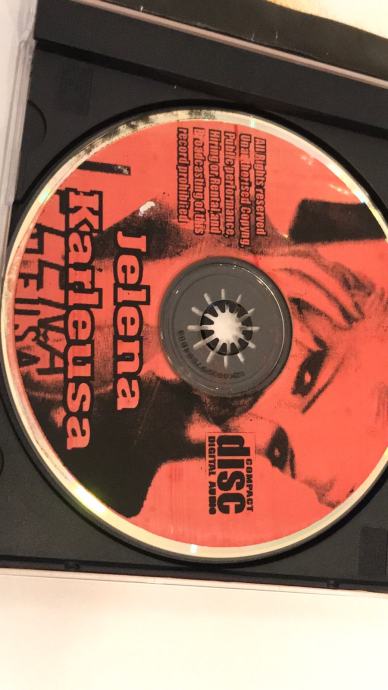 All Rights reserved
Unauthorised copying,
Public performance,
Hiring or Rental and
Broadcasting of this
record prohibited.
Jelena
Karleusa
COMPACT
disc
DIGITAL AUDIO